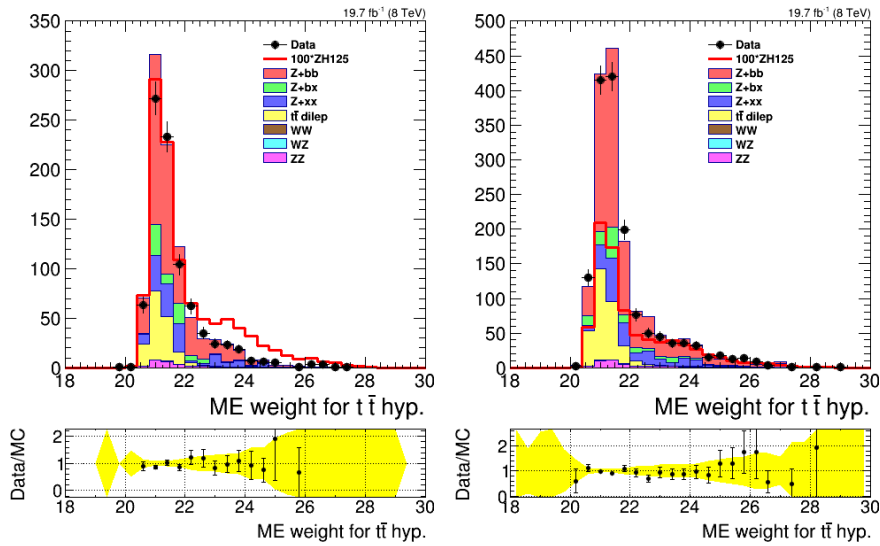 19.7 fb⁻¹ (8 TeV)
350
300
250
200
150
100
50
0
Data
100*ZH125
Z+bb
Z+bx
Z+xx
tt̄ dilep
WW
WZ
ZZ
18 20 22 24 26 28 30
ME weight for t t̄ hyp.
Data/MC
2
1
0
18 20 22 24 26 28 30
ME weight for tt̄ hyp.
19.7 fb⁻¹ (8 TeV)
500
450
400
350
300
250
200
150
100
50
0
Data
100*ZH125
Z+bb
Z+bx
Z+xx
tt̄ dilep
WW
WZ
ZZ
18 20 22 24 26 28 30
ME weight for t t̄ hyp.
Data/MC
2
1
0
18 20 22 24 26 28 30
ME weight for tt̄ hyp.